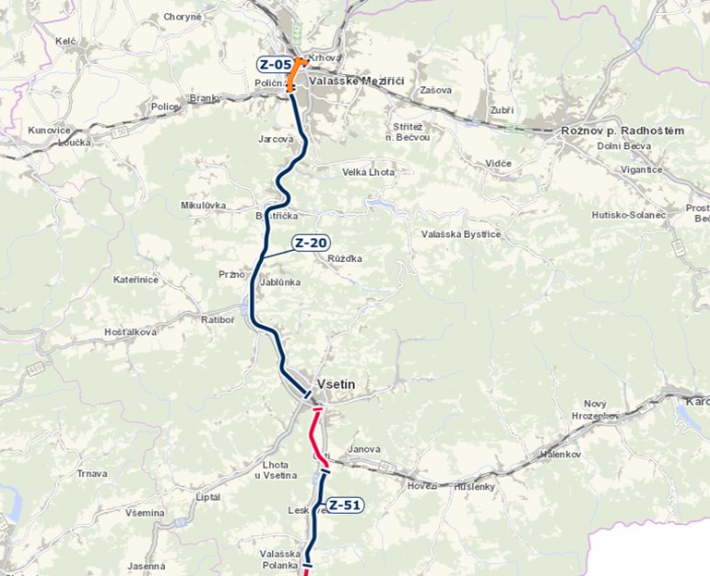 Choryně
Kelč
Krhová
Z-05
Poličná
Valašské Meziříčí
Zašová
Branky
Police
Zubří
Kunovice
Loučka
Střítež
n. Bečvou
Rožnov p. Radhoštěm
Jarcová
Dolní Bečva
Vidče
Vigantice
Velká Lhota
Mikulůvka
Bystřička
Hutisko-Solanec
Valašská Bystřice
Z-20
Růžďka
Pržno
Kateřinice
Jablůnka
Ratiboř
Hošťálková
Vsetín
Nový
Hrozenkov
Janová
Halenkov
Lhota
u Vsetína
Trnava
Hovězí
Huslenky
Liptál
Z-51
Všemina
Valašská
Polanka
Jasenná